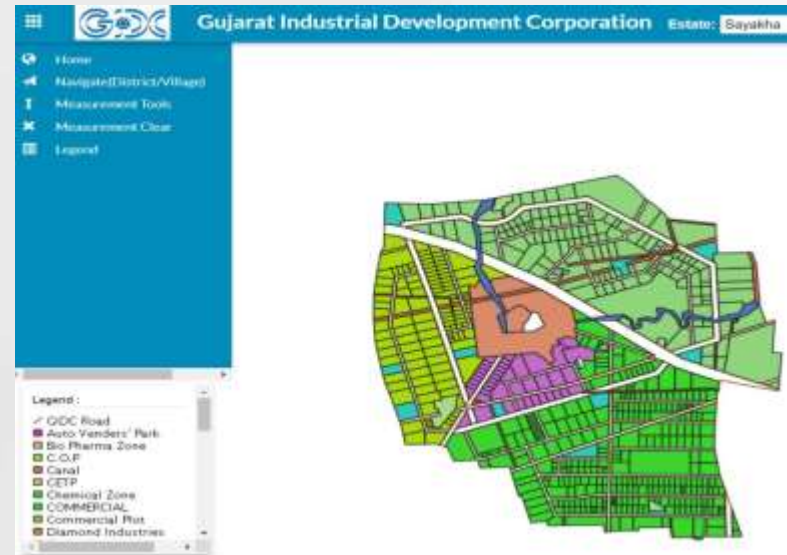 GIDC Gujarat Industrial Development Corporation Estate: Sayakha
Home
Navigate(District/Village)
Measurement Tools
Measurement Clear
Legend
Legend :
GIDC Road
Auto Venders' Park
Bio Pharma Zone
C.O.P
Canal
CETP
Chemical Zone
COMMERCIAL
Commercial Plot
Diamond Industries